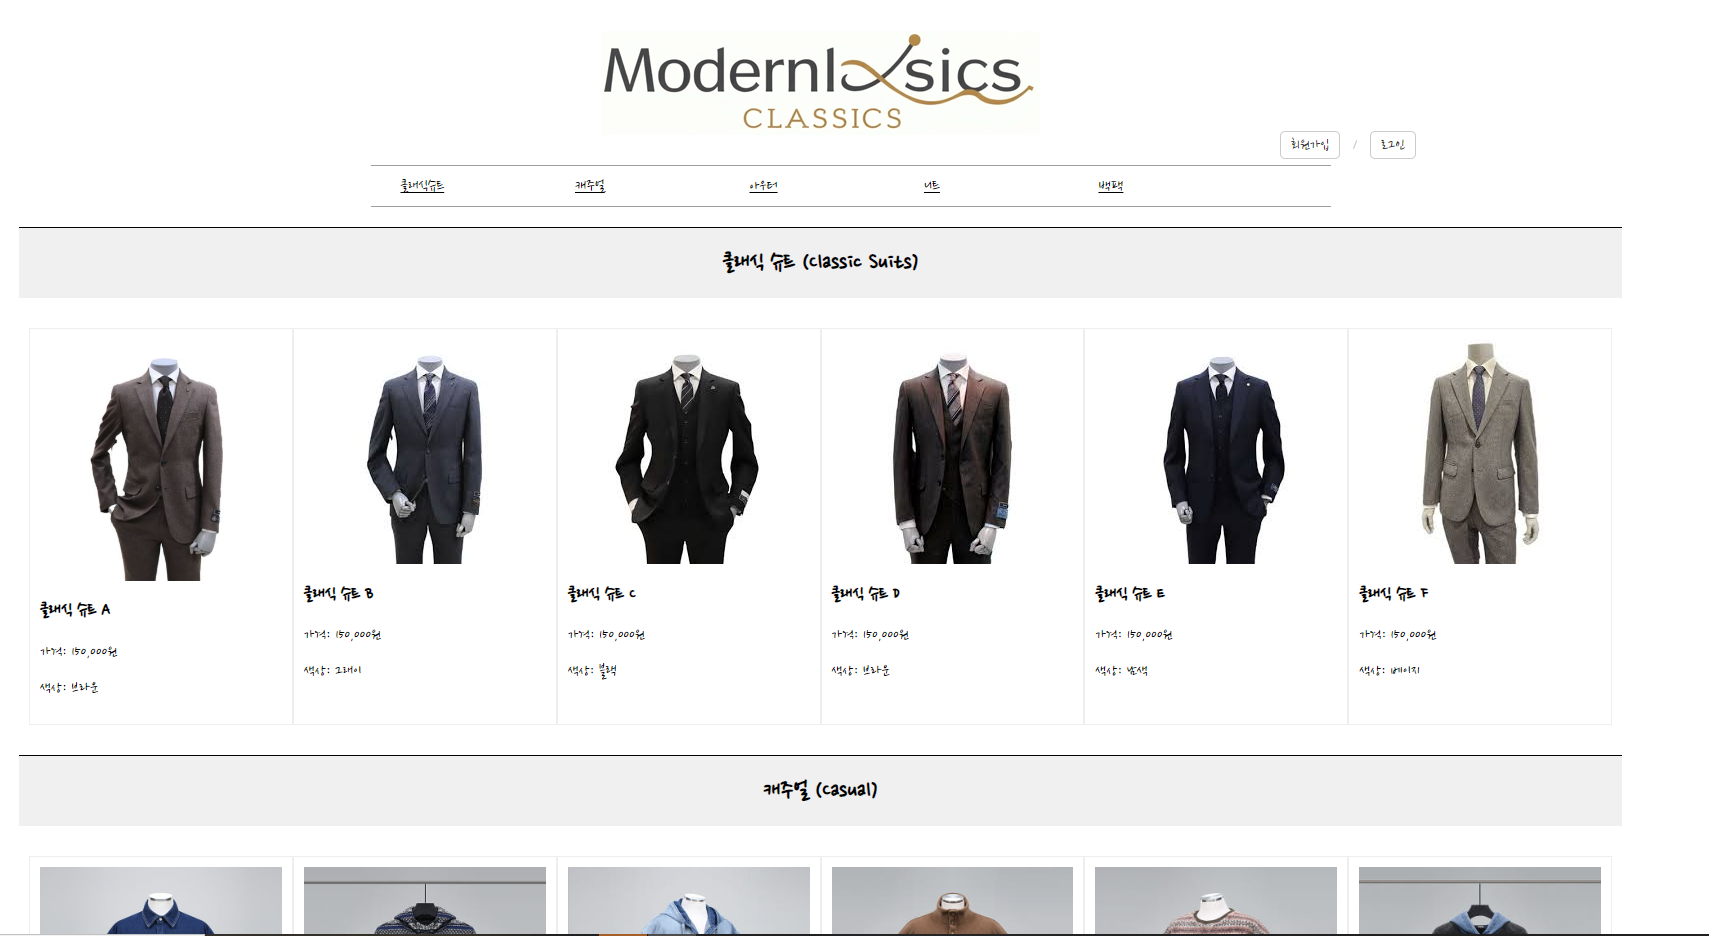 Modernlassics
CLASSICS
회원가입 / 로그인
클래식슈트 캐주얼 아우터 니트 백팩
클래식 슈트 (Classic Suits)
클래식 슈트 A
가격: 150,000원
색상: 브라운
클래식 슈트 B
가격: 150,000원
색상: 그레이
클래식 슈트 C
가격: 150,000원
색상: 블랙
클래식 슈트 D
가격: 150,000원
색상: 브라운
클래식 슈트 E
가격: 150,000원
색상: 남색
클래식 슈트 F
가격: 150,000원
색상: 베이지
캐주얼 (Casual)